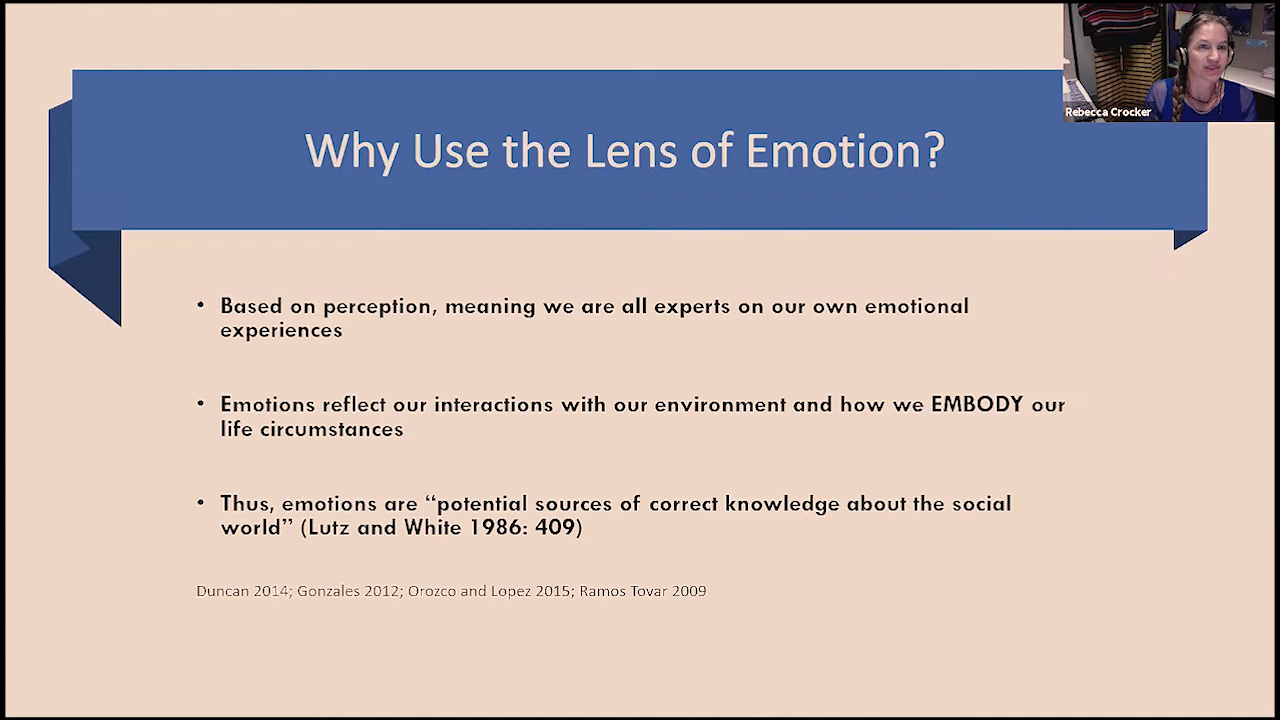 Rebecca Crocker
Why Use the Lens of Emotion?
• Based on perception, meaning we are all experts on our own emotional
experiences
• Emotions reflect our interactions with our environment and how we EMBODY our
life circumstances
• Thus, emotions are “potential sources of correct knowledge about the social
world” (Lutz and White 1986: 409)
Duncan 2014; Gonzales 2012; Orozco and Lopez 2015; Ramos Tovar 2009